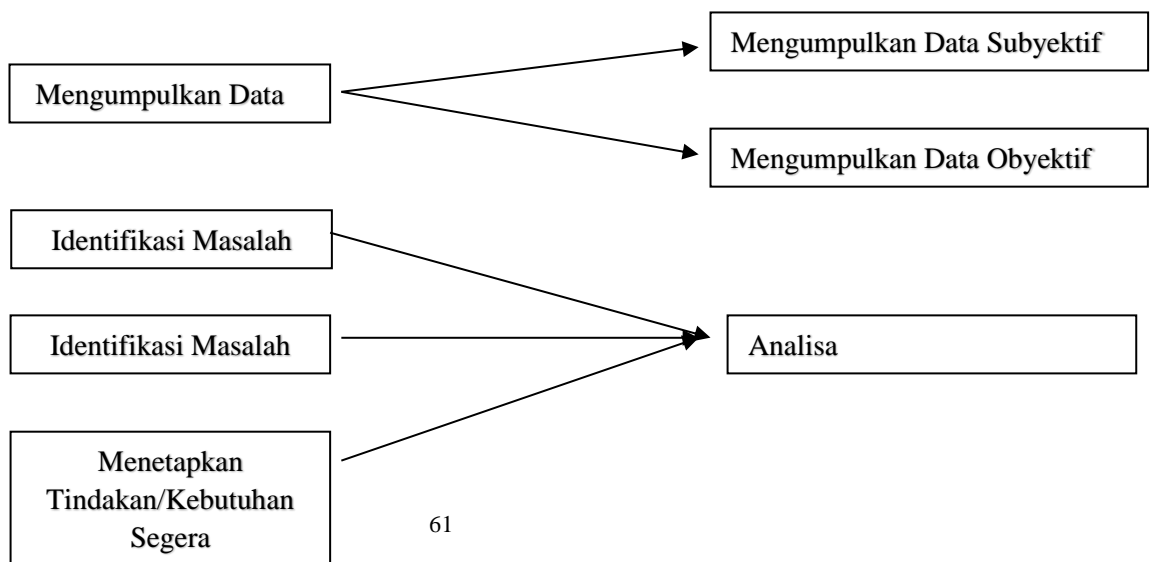 Mengumpulkan Data Subyektif
Mengumpulkan Data
Mengumpulkan Data Obyektif
Identifikasi Masalah
Identifikasi Masalah
Analisa
Menetapkan
Tindakan/Kebutuhan
Segera
61